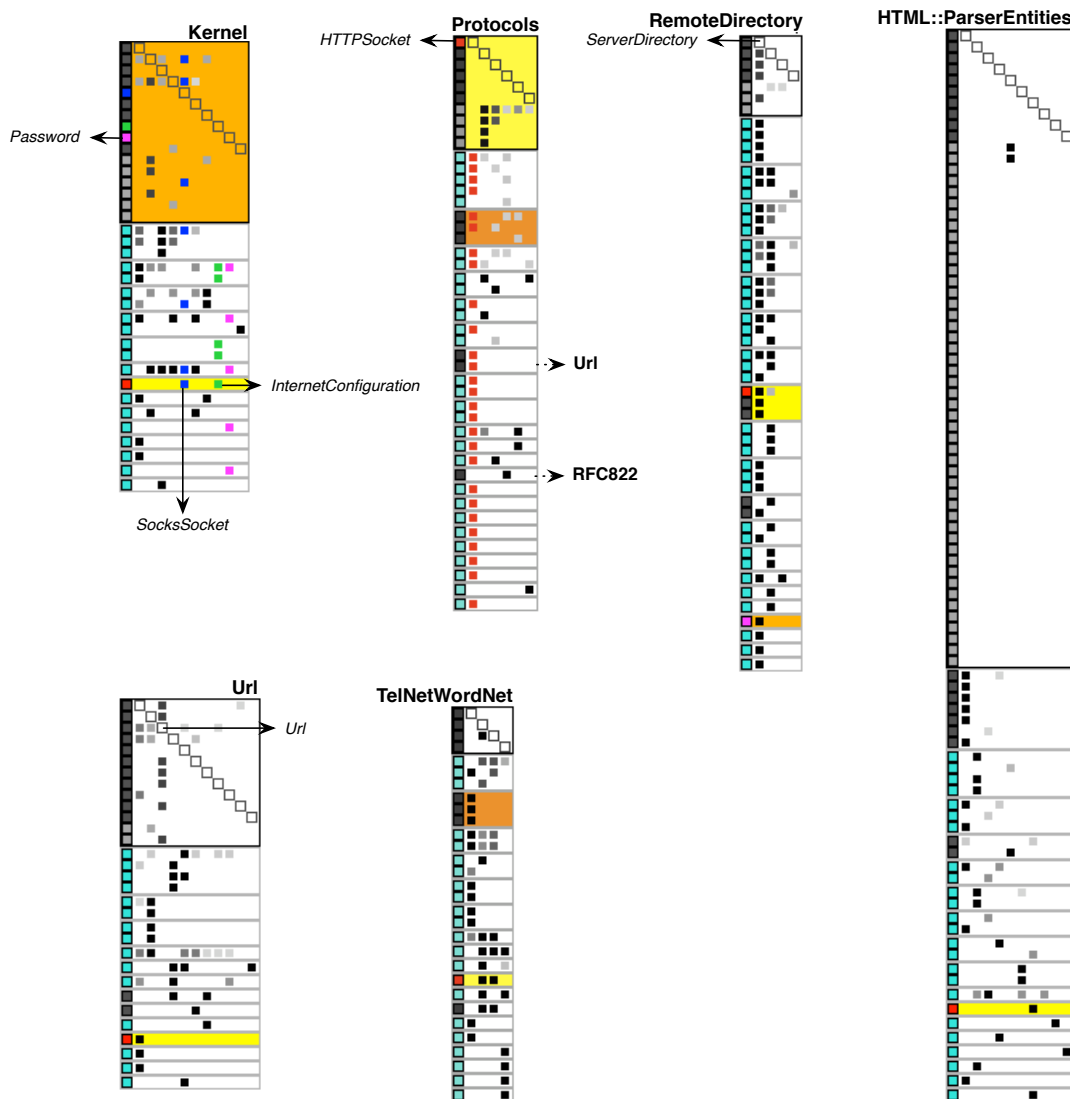 Kernel
Protocols
RemoteDirectory
HTML::ParserEntities
HTTPSocket
ServerDirectory
Password
InternetConfiguration
Url
RFC822
SocksSocket
Url
TelNetWordNet
Url